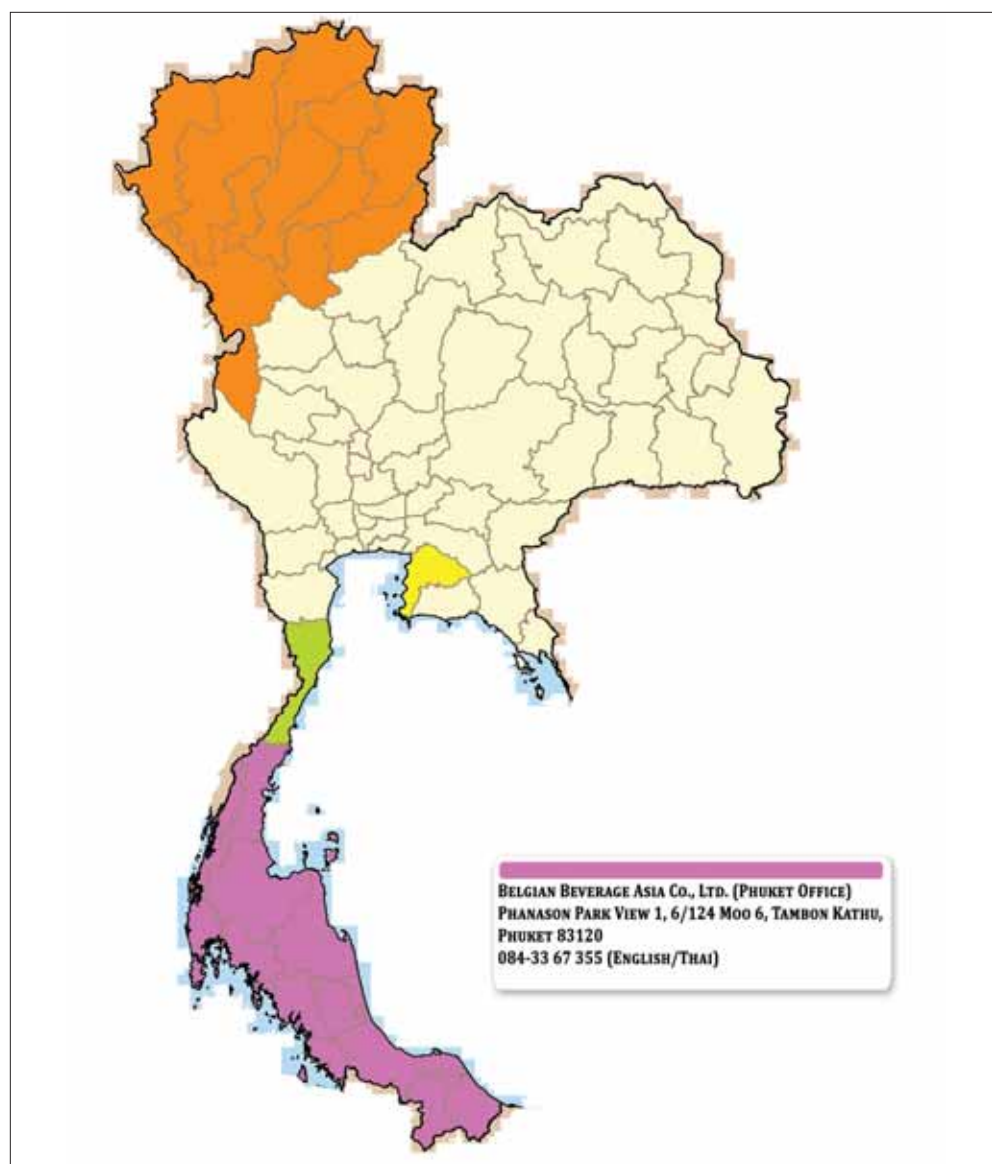 Belgian Beverage Asia Co., Ltd. (Phuket Office)
Phanason Park View 1, 6/124 Moo 6, Tambon Kathu,
Phuket 83120
084-33 67 355 (English/Thai)